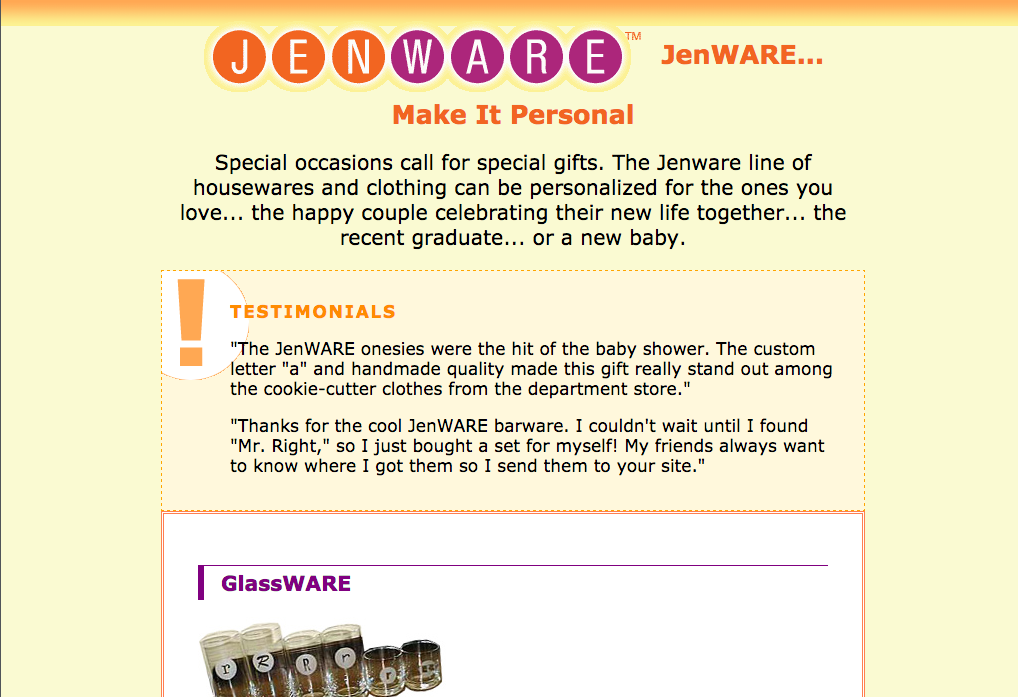 JENWARE™ JenWARE...
Make It Personal
Special occasions call for special gifts. The Jenware line of
housewares and clothing can be personalized for the ones you
love... the happy couple celebrating their new life together... the
recent graduate... or a new baby.
!
TESTIMONIALS
"The JenWARE onesies were the hit of the baby shower. The custom
letter "a" and handmade quality made this gift really stand out among
the cookie-cutter clothes from the department store."
"Thanks for the cool JenWARE barware. I couldn't wait until I found
"Mr. Right," so I just bought a set for myself! My friends always want
to know where I got them so I send them to your site."
GlassWARE
r R R r r